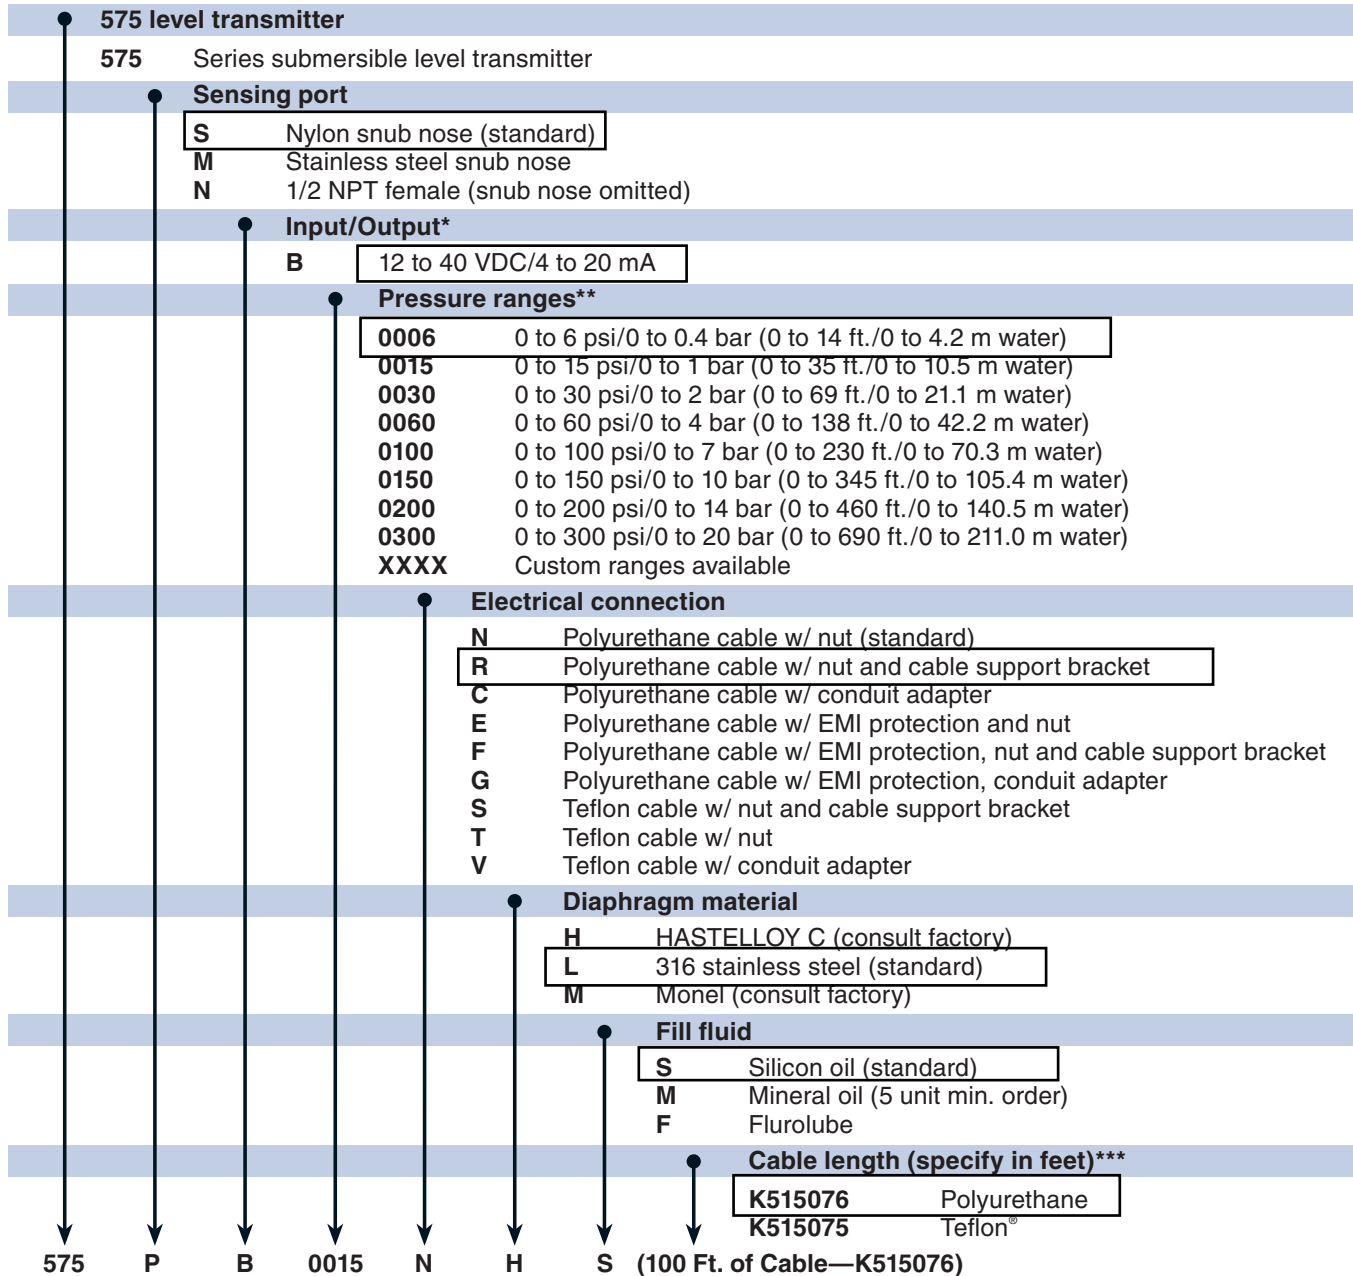 575 level transmitter
575 Series submersible level transmitter
Sensing port
S Nylon snub nose (standard)
M Stainless steel snub nose
N 1/2 NPT female (snub nose omitted)
Input/Output*
B 12 to 40 VDC/4 to 20 mA
Pressure ranges**
0006 0 to 6 psi/0 to 0.4 bar (0 to 14 ft./0 to 4.2 m water)
0015 0 to 15 psi/0 to 1 bar (0 to 35 ft./0 to 10.5 m water)
0030 0 to 30 psi/0 to 2 bar (0 to 69 ft./0 to 21.1 m water)
0060 0 to 60 psi/0 to 4 bar (0 to 138 ft./0 to 42.2 m water)
0100 0 to 100 psi/0 to 7 bar (0 to 230 ft./0 to 70.3 m water)
0150 0 to 150 psi/0 to 10 bar (0 to 345 ft./0 to 105.4 m water)
0200 0 to 200 psi/0 to 14 bar (0 to 460 ft./0 to 140.5 m water)
0300 0 to 300 psi/0 to 20 bar (0 to 690 ft./0 to 211.0 m water)
XXXX Custom ranges available
Electrical connection
N Polyurethane cable w/ nut (standard)
R Polyurethane cable w/ nut and cable support bracket
C Polyurethane cable w/ conduit adapter
E Polyurethane cable w/ EMI protection and nut
F Polyurethane cable w/ EMI protection, nut and cable support bracket
G Polyurethane cable w/ EMI protection, conduit adapter
S Teflon cable w/ nut and cable support bracket
T Teflon cable w/ nut
V Teflon cable w/ conduit adapter
Diaphragm material
H HASTELLOY C (consult factory)
L 316 stainless steel (standard)
M Monel (consult factory)
Fill fluid
S Silicon oil (standard)
M Mineral oil (5 unit min. order)
F Flurolube
Cable length (specify in feet)***
K515076 Polyurethane
K515075 Teflon®
575 P B 0015 N H S (100 Ft. of Cable—K515076)